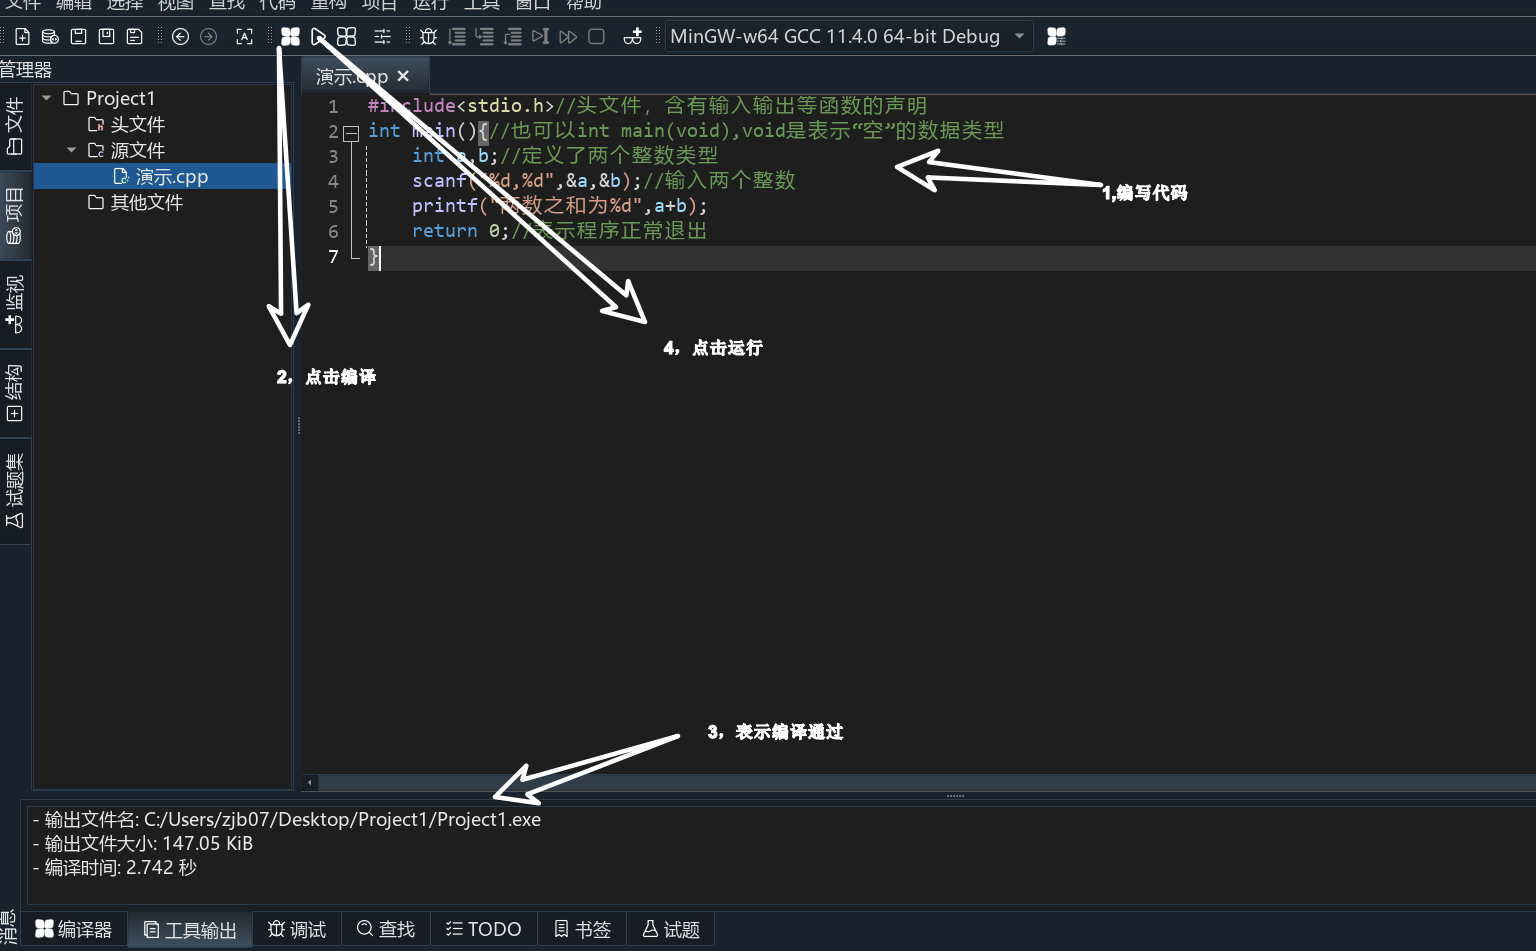 文件 编辑 选择 视图 查找 代码 重构 项目 运行 工具 窗口 帮助
MinGW-w64 GCC 11.4.0 64-bit Debug
管理器
演示.cpp
文件
项目
监视
结构
试题集
Project1
头文件
源文件
演示.cpp
其他文件
1 #include<stdio.h>//头文件，含有输入输出等函数的声明
2 int main(){//也可以int main(void),void是表示“空”的数据类型
3 int a,b;//定义了两个整数类型
4 scanf("%d,%d",&a,&b);//输入两个整数
5 printf("两数之和为%d",a+b);
6 return 0;//表示程序正常退出
7 }
1,编写代码
4，点击运行
2，点击编译
3，表示编译通过
- 输出文件名: C:/Users/zjb07/Desktop/Project1/Project1.exe
- 输出文件大小: 147.05 KiB
- 编译时间: 2.742 秒
消息
编译器 工具输出 调试 查找 TODO 书签 试题